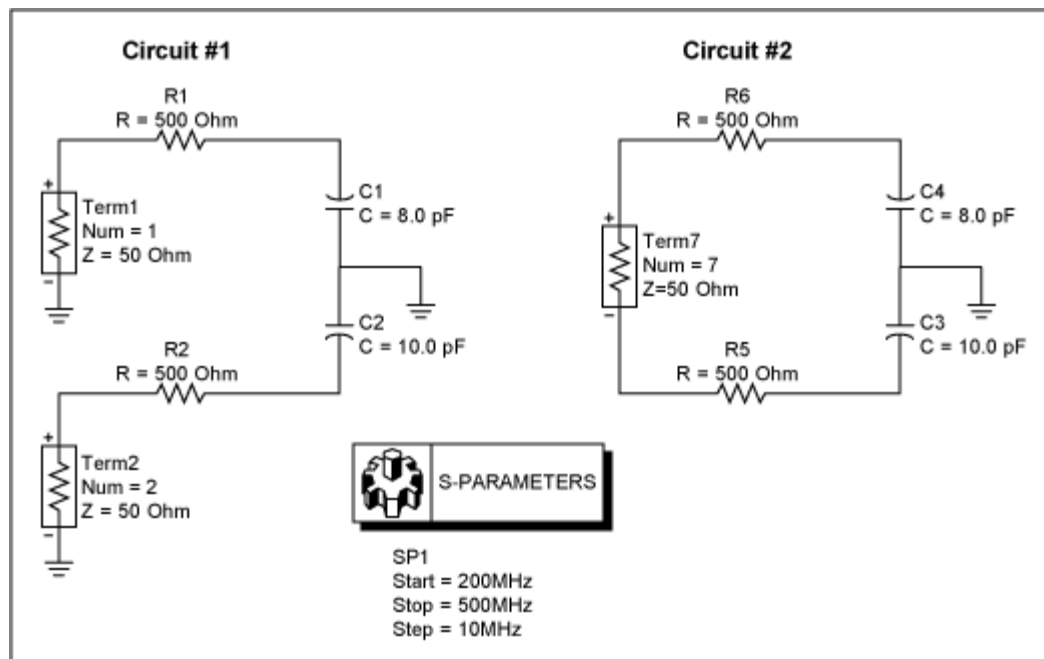 Circuit #1
R1
R = 500 Ohm
+
Term1
Num = 1
Z = 50 Ohm
-
C1
C = 8.0 pF
C2
C = 10.0 pF
R2
R = 500 Ohm
+
Term2
Num = 2
Z = 50 Ohm
-
Circuit #2
R6
R = 500 Ohm
+
Term7
Num = 7
Z=50 Ohm
-
C4
C = 8.0 pF
C3
C = 10.0 pF
R5
R = 500 Ohm
S-PARAMETERS
SP1
Start = 200MHz
Stop = 500MHz
Step = 10MHz